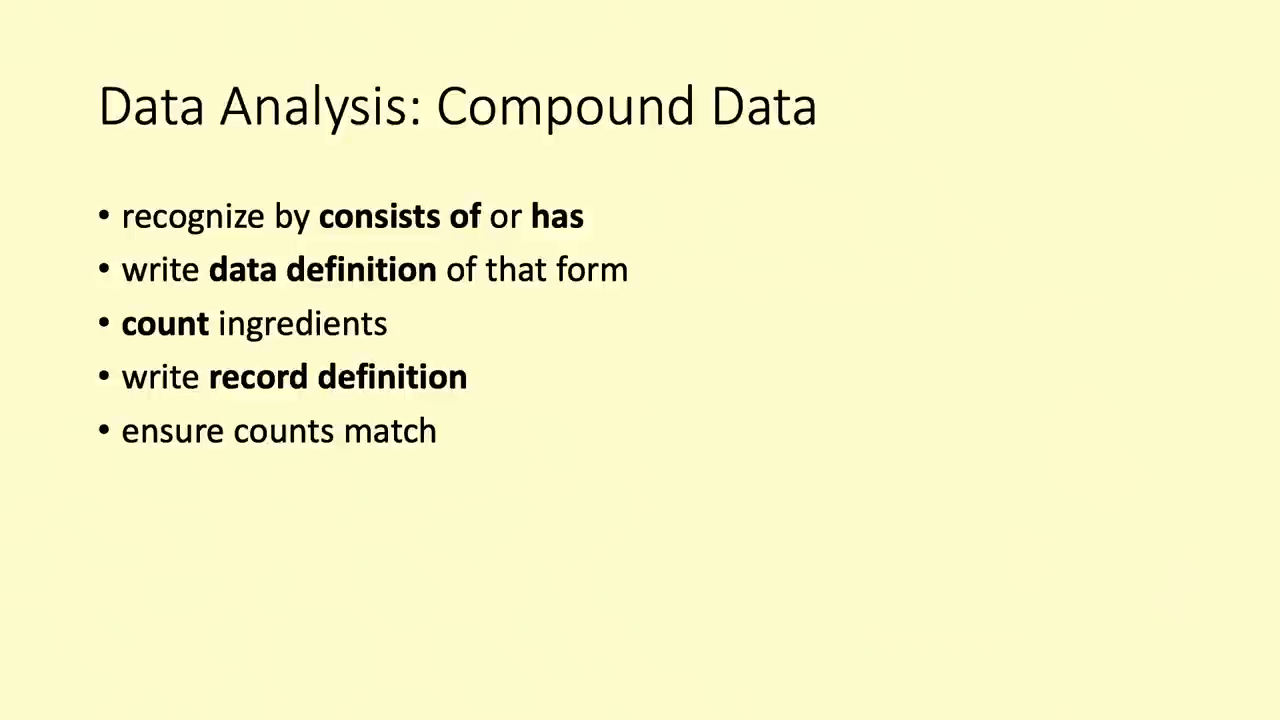 Data Analysis: Compound Data
• recognize by consists of or has
• write data definition of that form
• count ingredients
• write record definition
• ensure counts match